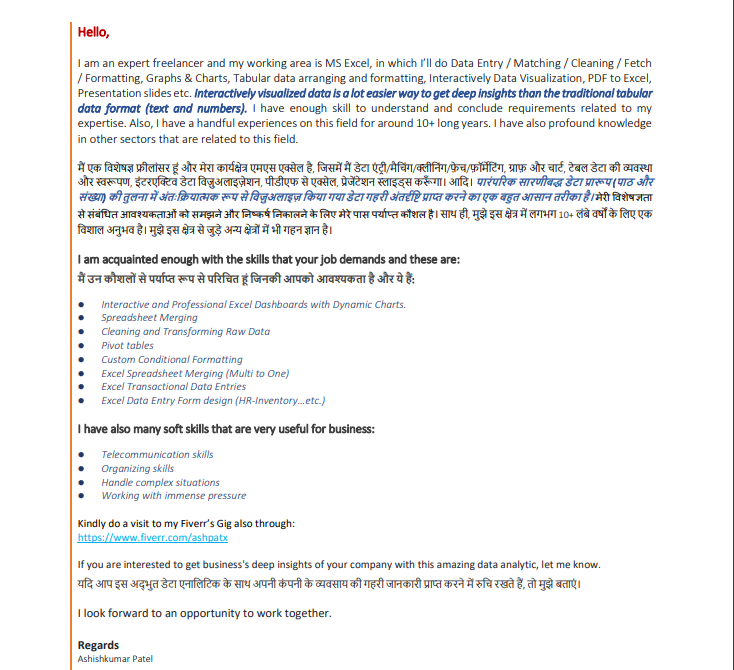 Hello,
I am an expert freelancer and my working area is MS Excel, in which I'll do Data Entry / Matching / Cleaning / Fetch
/ Formatting, Graphs & Charts, Tabular data arranging and formatting, Interactively Data Visualization, PDF to Excel,
Presentation slides etc. Interactively visualized data is a lot easier way to get deep insights than the traditional tabular
data format (text and numbers). I have enough skill to understand and conclude requirements related to my
expertise. Also, I have a handful experiences on this field for around 10+ long years. I have also profound knowledge
in other sectors that are related to this field.
मैं एक विशेषज्ञ फ्रीलांसर हूं और मेरा कार्यक्षेत्र एमएस एक्सेल है, जिसमें मैं डेटा एंट्री/मैचिंग/क्लीनिंग/फ़ेच/फ़ॉर्मेटिंग, ग्राफ़ और चार्ट, टेबल डेटा की व्यवस्था
और स्वरूपण, इंटरएक्टिव डेटा विज़ुअलाइज़ेशन, पीडीएफ से एक्सेल, प्रेजेंटेशन स्लाइड्स करूँगा। आदि। पारंपरिक सारणीबद्ध डेटा प्रारूप (पाठ और
संख्या) की तुलना में अंतःक्रियात्मक रूप से विज़ुअलाइज़ किया गया डेटा गहरी अंतर्दृष्टि प्राप्त करने का एक बहुत आसान तरीका है। मेरी विशेषज्ञता
से संबंधित आवश्यकताओं को समझने और निष्कर्ष निकालने के लिए मेरे पास पर्याप्त कौशल है। साथ ही, मुझे इस क्षेत्र में लगभग 10+ लंबे वर्षों के लिए एक
विशाल अनुभव है। मुझे इस क्षेत्र से जुड़े अन्य क्षेत्रों में भी गहन ज्ञान है।
I am acquainted enough with the skills that your job demands and these are:
मैं उन कौशलों से पर्याप्त रूप से परिचित हूं जिनकी आपको आवश्यकता है और ये हैं:
● Interactive and Professional Excel Dashboards with Dynamic Charts.
● Spreadsheet Merging
● Cleaning and Transforming Raw Data
● Pivot tables
● Custom Conditional Formatting
● Excel Spreadsheet Merging (Multi to One)
● Excel Transactional Data Entries
● Excel Data Entry Form design (HR-Inventory...etc.)
I have also many soft skills that are very useful for business:
● Telecommunication skills
● Organizing skills
● Handle complex situations
● Working with immense pressure
Kindly do a visit to my Fiverr's Gig also through:
https://www.fiverr.com/ashpatx
If you are interested to get business's deep insights of your company with this amazing data analytic, let me know.
यदि आप इस अद्भुत डेटा एनालिटिक के साथ अपनी कंपनी के व्यवसाय की गहरी जानकारी प्राप्त करने में रुचि रखते हैं, तो मुझे बताएं।
I look forward to an opportunity to work together.
Regards
Ashishkumar Patel